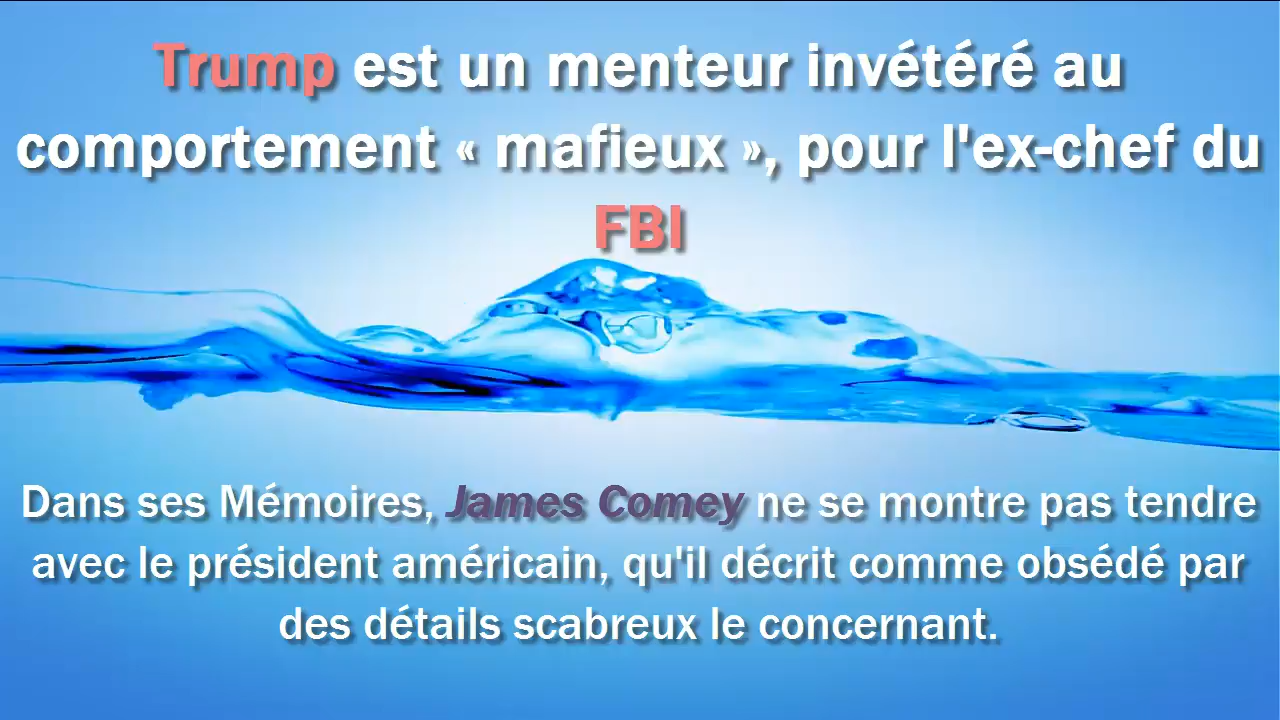 Trump est un menteur invétéré au
comportement « mafieux », pour l'ex-chef du
FBI
Dans ses Mémoires, James Comey ne se montre pas tendre
avec le président américain, qu'il décrit comme obsédé par
des détails scabreux le concernant.